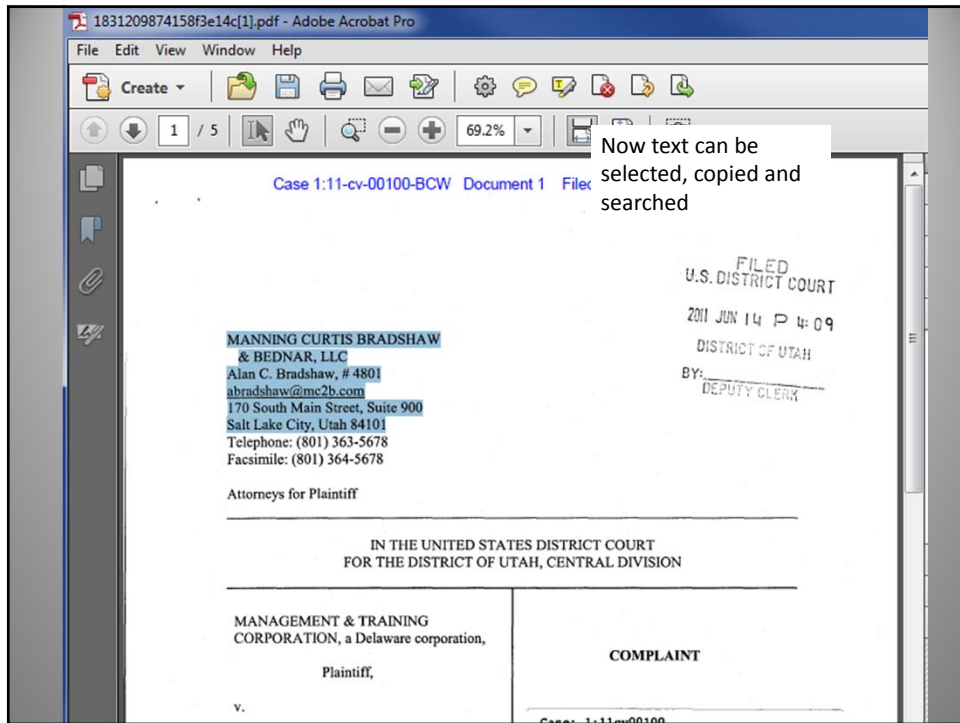 1831209874158f3e14c[1].pdf - Adobe Acrobat Pro
File Edit View Window Help
Create
1 / 5 69.2%
Now text can be
selected, copied and
searched
Case 1:11-cv-00100-BCW Document 1 Filed
FILED
U.S. DISTRICT COURT
2011 JUN 14 P 4:09
DISTRICT OF UTAH
BY:
DEPUTY CLERK
MANNING CURTIS BRADSHAW
& BEDNAR, LLC
Alan C. Bradshaw, # 4801
abradshaw@mc2b.com
170 South Main Street, Suite 900
Salt Lake City, Utah 84101
Telephone: (801) 363-5678
Facsimile: (801) 364-5678
Attorneys for Plaintiff
IN THE UNITED STATES DISTRICT COURT
FOR THE DISTRICT OF UTAH, CENTRAL DIVISION
MANAGEMENT & TRAINING
CORPORATION, a Delaware corporation,
Plaintiff,
v.
COMPLAINT
Case: 1:11cv00100